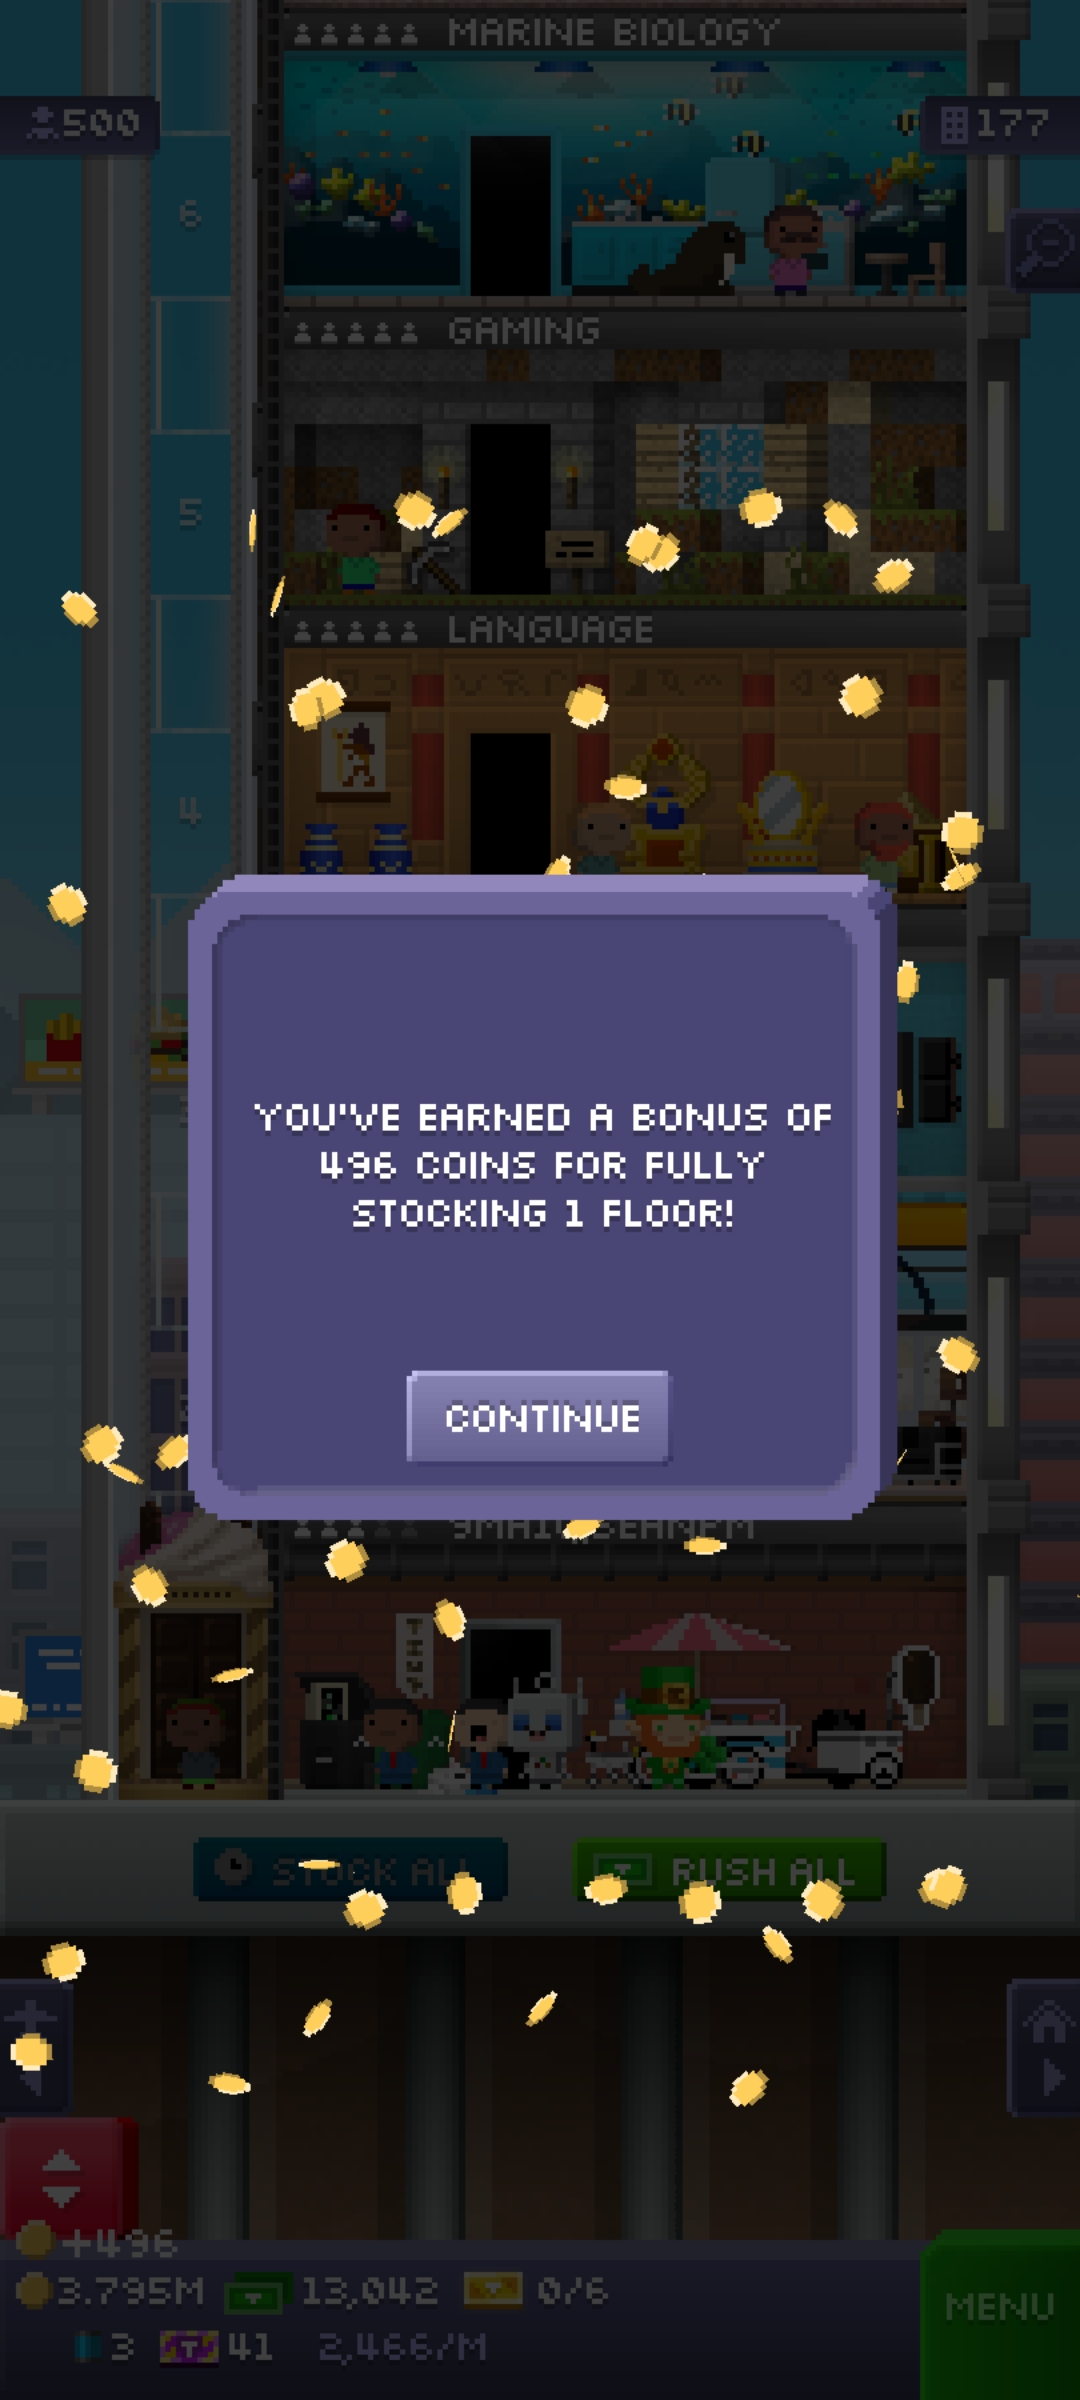 MARINE BIOLOGY
500
177
6
GAMING
5
LANGUAGE
4
YOU'VE EARNED A BONUS OF
496 COINS FOR FULLY
STOCKING 1 FLOOR!
CONTINUE
STOCK ALL
RUSH ALL
+496
3.795M
13,042
0/6
MENU
3
41
2,466/M